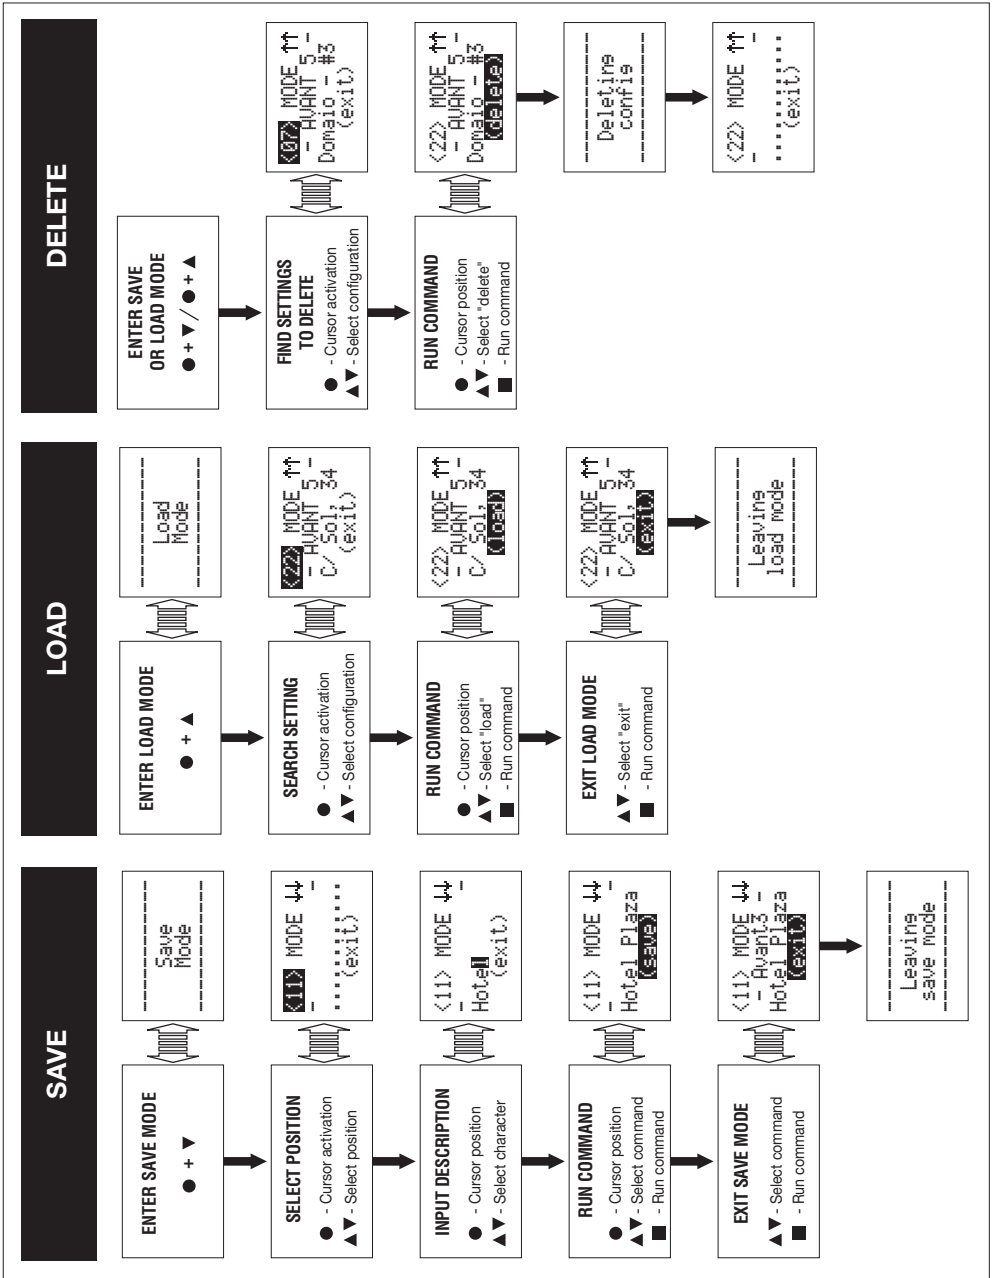 SAVE
ENTER SAVE MODE
● + ▼
Save
Mode
SELECT POSITION
● - Cursor activation
▲▼ - Select position
<11> MODE ↓↓
- -
................
(exit)
INPUT DESCRIPTION
● - Cursor position
▲▼ - Select character
<11> MODE ↓↓
- -
Hotel
(exit)
RUN COMMAND
● - Cursor position
▲▼ - Select command
■ - Run command
<11> MODE ↓↓
- -
Hotel Plaza
(save)
EXIT SAVE MODE
▲▼ - Select command
■ - Run command
<11> MODE ↓↓
- Avant3 -
Hotel Plaza
(exit)
Leaving
save mode
LOAD
ENTER LOAD MODE
● + ▲
Load
Mode
SEARCH SETTING
● - Cursor activation
▲▼ - Select configuration
<22> MODE ↑↑
- AVANT 5 -
C/ Sol, 34
(exit)
RUN COMMAND
● - Cursor position
▲▼ - Select "load"
■ - Run command
<22> MODE ↑↑
- AVANT 5 -
C/ Sol, 34
(load)
EXIT LOAD MODE
▲▼ - Select "exit"
■ - Run command
<22> MODE ↑↑
- AVANT 5 -
C/ Sol, 34
(exit)
Leaving
load mode
DELETE
ENTER SAVE
OR LOAD MODE
● + ▼ / ● + ▲
FIND SETTINGS
TO DELETE
● - Cursor activation
▲▼ - Select configuration
<07> MODE ↑↑
- AVANT 5 -
Domaio - #3
(exit)
RUN COMMAND
● - Cursor position
▲▼ - Select "delete"
■ - Run command
<22> MODE ↑↑
- AVANT 5 -
Domaio - #3
(delete)
Deleting
config
<22> MODE ↑↑
- -
................
(exit)